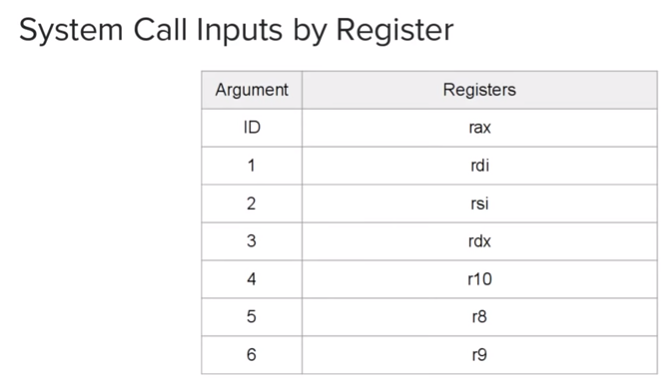 System Call Inputs by Register
Argument Registers
ID rax
1 rdi
2 rsi
3 rdx
4 r10
5 r8
6 r9